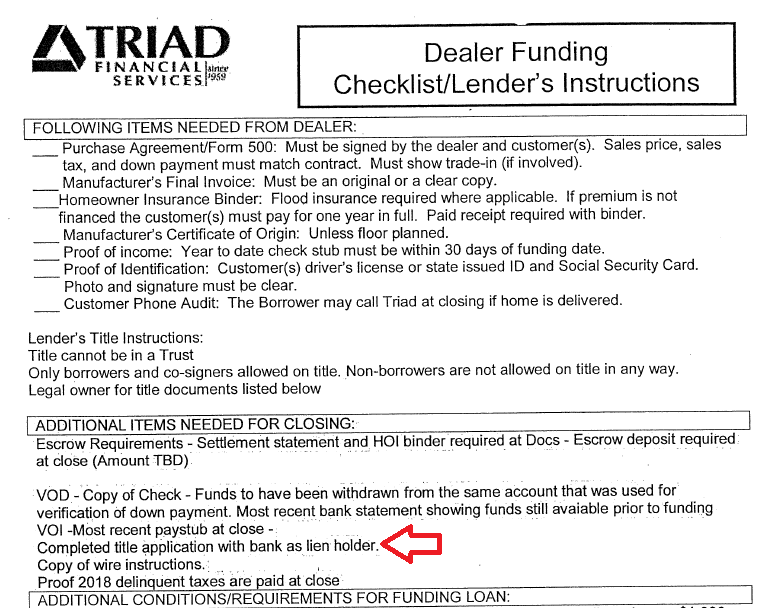 TRIAD
FINANCIAL
SERVICES
since
1959
Dealer Funding
Checklist/Lender's Instructions
FOLLOWING ITEMS NEEDED FROM DEALER:
___ Purchase Agreement/Form 500: Must be signed by the dealer and customer(s). Sales price, sales
tax, and down payment must match contract. Must show trade-in (if involved).
___ Manufacturer's Final Invoice: Must be an original or a clear copy.
___Homeowner Insurance Binder: Flood insurance required where applicable. If premium is not
financed the customer(s) must pay for one year in full. Paid receipt required with binder.
___ Manufacturer's Certificate of Origin: Unless floor planned.
___ Proof of income: Year to date check stub must be within 30 days of funding date.
___ Proof of Identification: Customer(s) driver's license or state issued ID and Social Security Card.
Photo and signature must be clear.
___ Customer Phone Audit: The Borrower may call Triad at closing if home is delivered.
Lender's Title Instructions:
Title cannot be in a Trust
Only borrowers and co-signers allowed on title. Non-borrowers are not allowed on title in any way.
Legal owner for title documents listed below
ADDITIONAL ITEMS NEEDED FOR CLOSING:
Escrow Requirements - Settlement statement and HOI binder required at Docs - Escrow deposit required
at close (Amount TBD)
VOD - Copy of Check - Funds to have been withdrawn from the same account that was used for
verification of down payment. Most recent bank statement showing funds still avaiable prior to funding
VOI -Most recent paystub at close -
Completed title application with bank as lien holder.
Copy of wire instructions.
Proof 2018 delinquent taxes are paid at close
ADDITIONAL CONDITIONS/REQUIREMENTS FOR FUNDING LOAN: